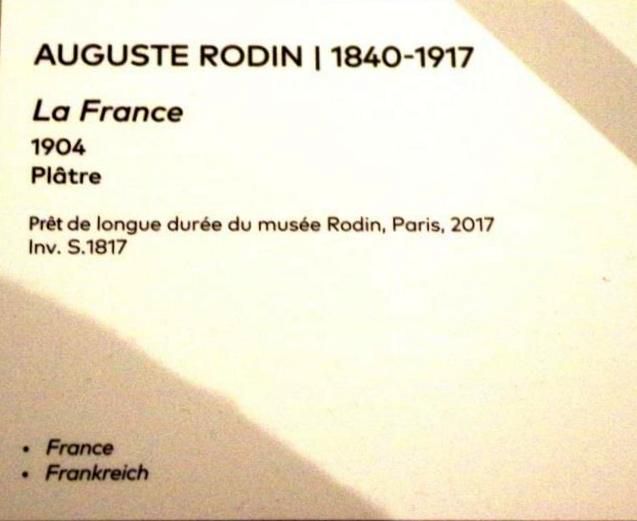 AUGUSTE RODIN | 1840-1917
La France
1904
Plâtre
Prêt de longue durée du musée Rodin, Paris, 2017
Inv. S.1817
• France
• Frankreich